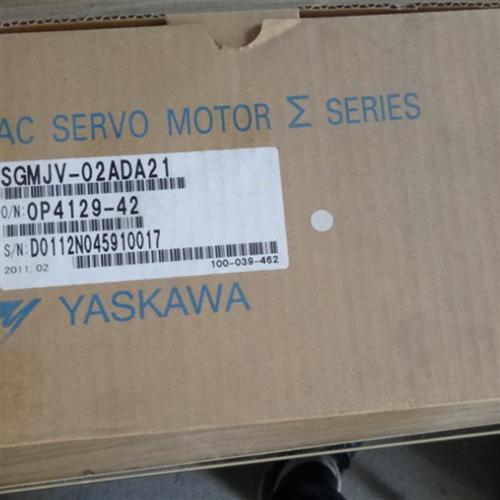 AC SERVO MOTOR Σ SERIES
SGMJV-02ADA21
O/N: OP4129-42
S/N: D0112N045910017
2011.02
100-039-462
YASKAWA